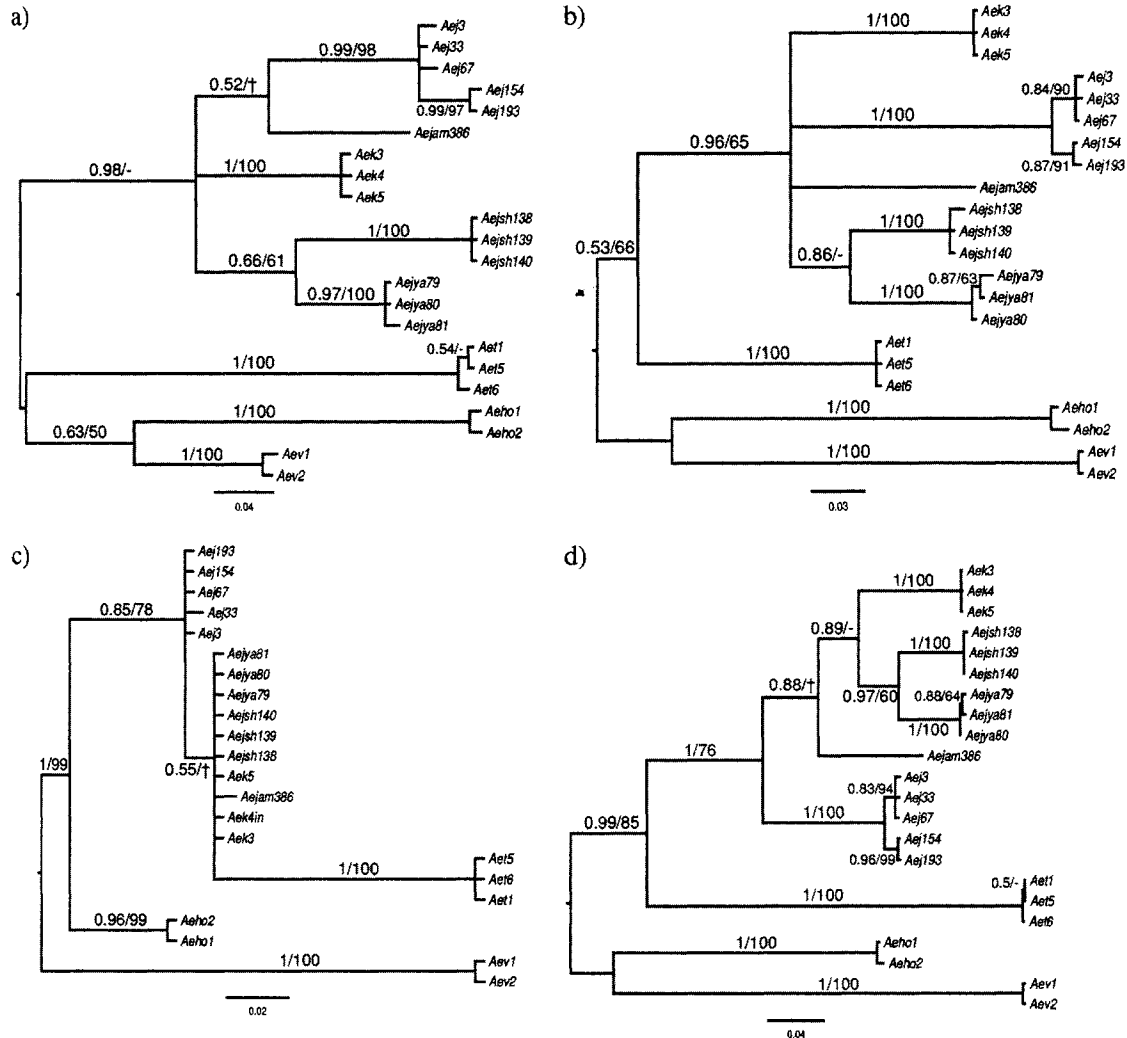 a)
Aej3
Aej33
0.99/98
Aej67
0.52/†
Aej154
0.99/97
Aej193
Aejam386
Aek3
0.98/-
1/100
Aek4
Aek5
Aejsh138
1/100
Aejsh139
0.66/61
Aejsh140
Aejya79
0.97/100
Aejya80
Aejya81
0.54/-
Aet1
1/100
Aet5
Aet6
1/100
Aeho1
0.63/50
Aeho2
1/100
Aev1
Aev2
0.04
b)
Aek3
1/100
Aek4
Aek5
Aej3
0.84/90
Aej33
1/100
Aej67
0.96/65
Aej154
0.87/91
Aej193
Aejam386
Aejsh138
1/100
Aejsh139
0.53/66
0.86/-
Aejsh140
0.87/63
Aejya79
1/100
Aejya81
Aejya80
Aet1
1/100
Aet5
Aet6
1/100
Aeho1
Aeho2
1/100
Aev1
Aev2
0.03
c)
Aej193
Aej154
Aej67
0.85/78
Aej33
Aej3
Aejya81
Aejya80
Aejya79
Aejsh140
Aejsh139
Aejsh138
1/99
0.55/†
Aek5
Aejam386
Aek4in
Aek3
Aet5
1/100
Aet6
Aet1
0.96/99
Aeho2
Aeho1
1/100
Aev1
Aev2
0.02
d)
Aek3
1/100
Aek4
Aek5
0.89/-
Aejsh138
1/100
Aejsh139
Aejsh140
0.88/†
0.97/60
0.88/64
Aejya79
Aejya81
1/100
Aejya80
1/76
Aejam386
Aej3
0.83/94
Aej33
1/100
Aej67
0.99/85
Aej154
0.96/99
Aej193
0.5/-
Aet1
1/100
Aet5
Aet6
1/100
Aeho1
Aeho2
1/100
Aev1
Aev2
0.04